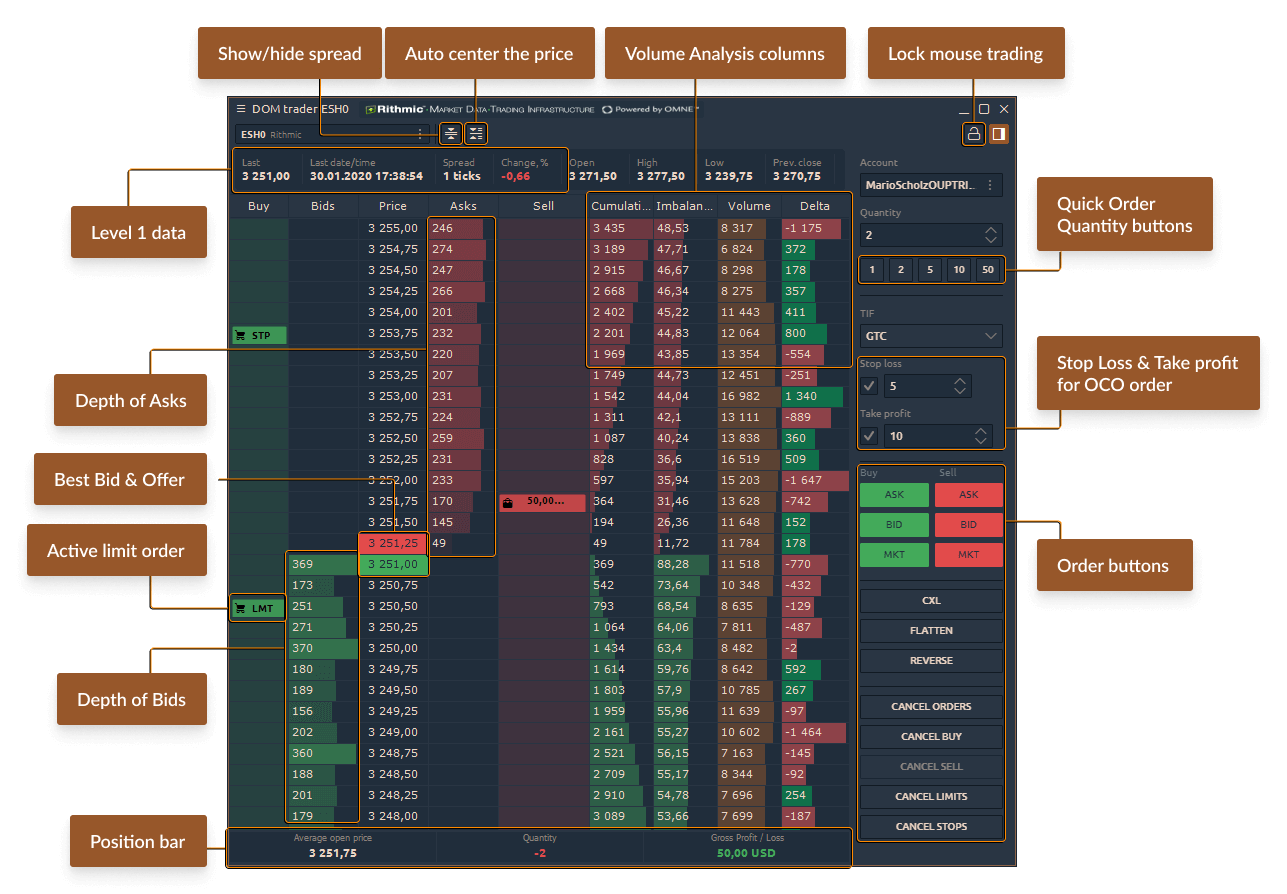 Show/hide spread
Auto center the price
Volume Analysis columns
Lock mouse trading
DOM trader ESH0
Rithmic - MARKET DATA-TRADING INFRASTRUCTURE
Powered by OMNE
ESH0 Rithmic
Last
3 251,00
Last date/time
30.01.2020 17:38:54
Spread
1 ticks
Change, %
-0,66
Open
3 271,50
High
3 277,50
Low
3 239,75
Prev. close
3 270,75
Buy Bids Price Asks Sell Cumulati... Imbalan... Volume Delta
3 255,00 246 3 435 48,53 8 317 -1 175
3 254,75 274 3 189 47,71 6 824 372
3 254,50 247 2 915 46,67 8 298 178
3 254,25 266 2 668 46,34 8 275 357
3 254,00 201 2 402 45,22 11 443 411
STP 3 253,75 232 2 201 44,83 12 064 800
3 253,50 220 1 969 43,85 13 354 -554
3 253,25 207 1 749 44,73 12 451 -251
3 253,00 231 1 542 44,04 16 982 1 340
3 252,75 224 1 311 42,1 13 111 -889
3 252,50 259 1 087 40,24 13 838 360
3 252,25 231 828 36,6 16 519 509
3 252,00 233 597 35,94 15 203 -1 647
3 251,75 170 50,00... 364 31,46 13 628 -742
3 251,50 145 194 26,36 11 648 152
3 251,25 49 49 11,72 11 784 178
369 3 251,00 369 88,28 11 518 -770
173 3 250,75 542 73,64 10 348 -432
LMT 251 3 250,50 793 68,54 8 635 -129
271 3 250,25 1 064 64,06 7 811 -487
370 3 250,00 1 434 63,4 8 482 -2
180 3 249,75 1 614 59,76 8 642 592
189 3 249,50 1 803 57,9 10 785 267
156 3 249,25 1 959 55,96 11 639 -97
202 3 249,00 2 161 55,27 10 602 -1 464
360 3 248,75 2 521 56,15 7 163 -145
188 3 248,50 2 709 55,17 8 344 -92
201 3 248,25 2 910 54,78 7 696 254
179 3 248,00 3 089 53,66 7 699 -187
Average open price
3 251,75
Quantity
-2
Gross Profit / Loss
50,00 USD
Account
MarioScholzOUPTRI...
Quantity
2
1 2 5 10 50
TIF
GTC
Stop loss
5
Take profit
10
Buy Sell
ASK ASK
BID BID
MKT MKT
CXL
FLATTEN
REVERSE
CANCEL ORDERS
CANCEL BUY
CANCEL SELL
CANCEL LIMITS
CANCEL STOPS
Level 1 data
Depth of Asks
Best Bid & Offer
Active limit order
Depth of Bids
Position bar
Quick Order
Quantity buttons
Stop Loss & Take profit
for OCO order
Order buttons